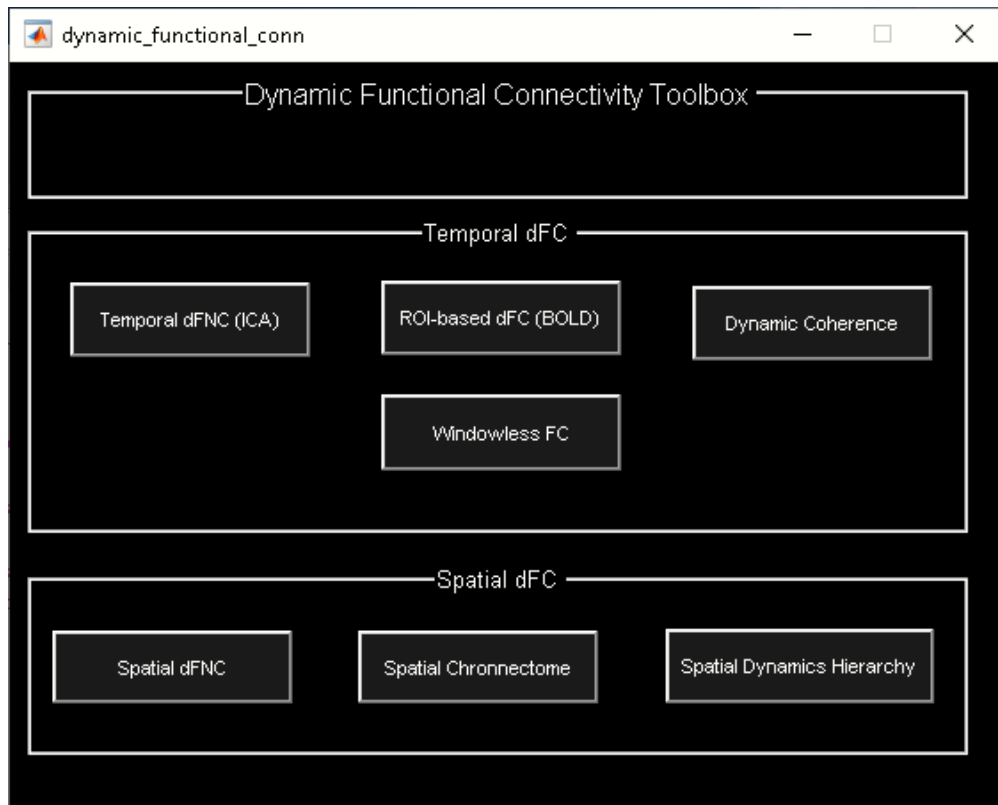 dynamic_functional_conn
Dynamic Functional Connectivity Toolbox
Temporal dFC
Temporal dFNC (ICA)
ROI-based dFC (BOLD)
Dynamic Coherence
Windowless FC
Spatial dFC
Spatial dFNC
Spatial Chronnectome
Spatial Dynamics Hierarchy